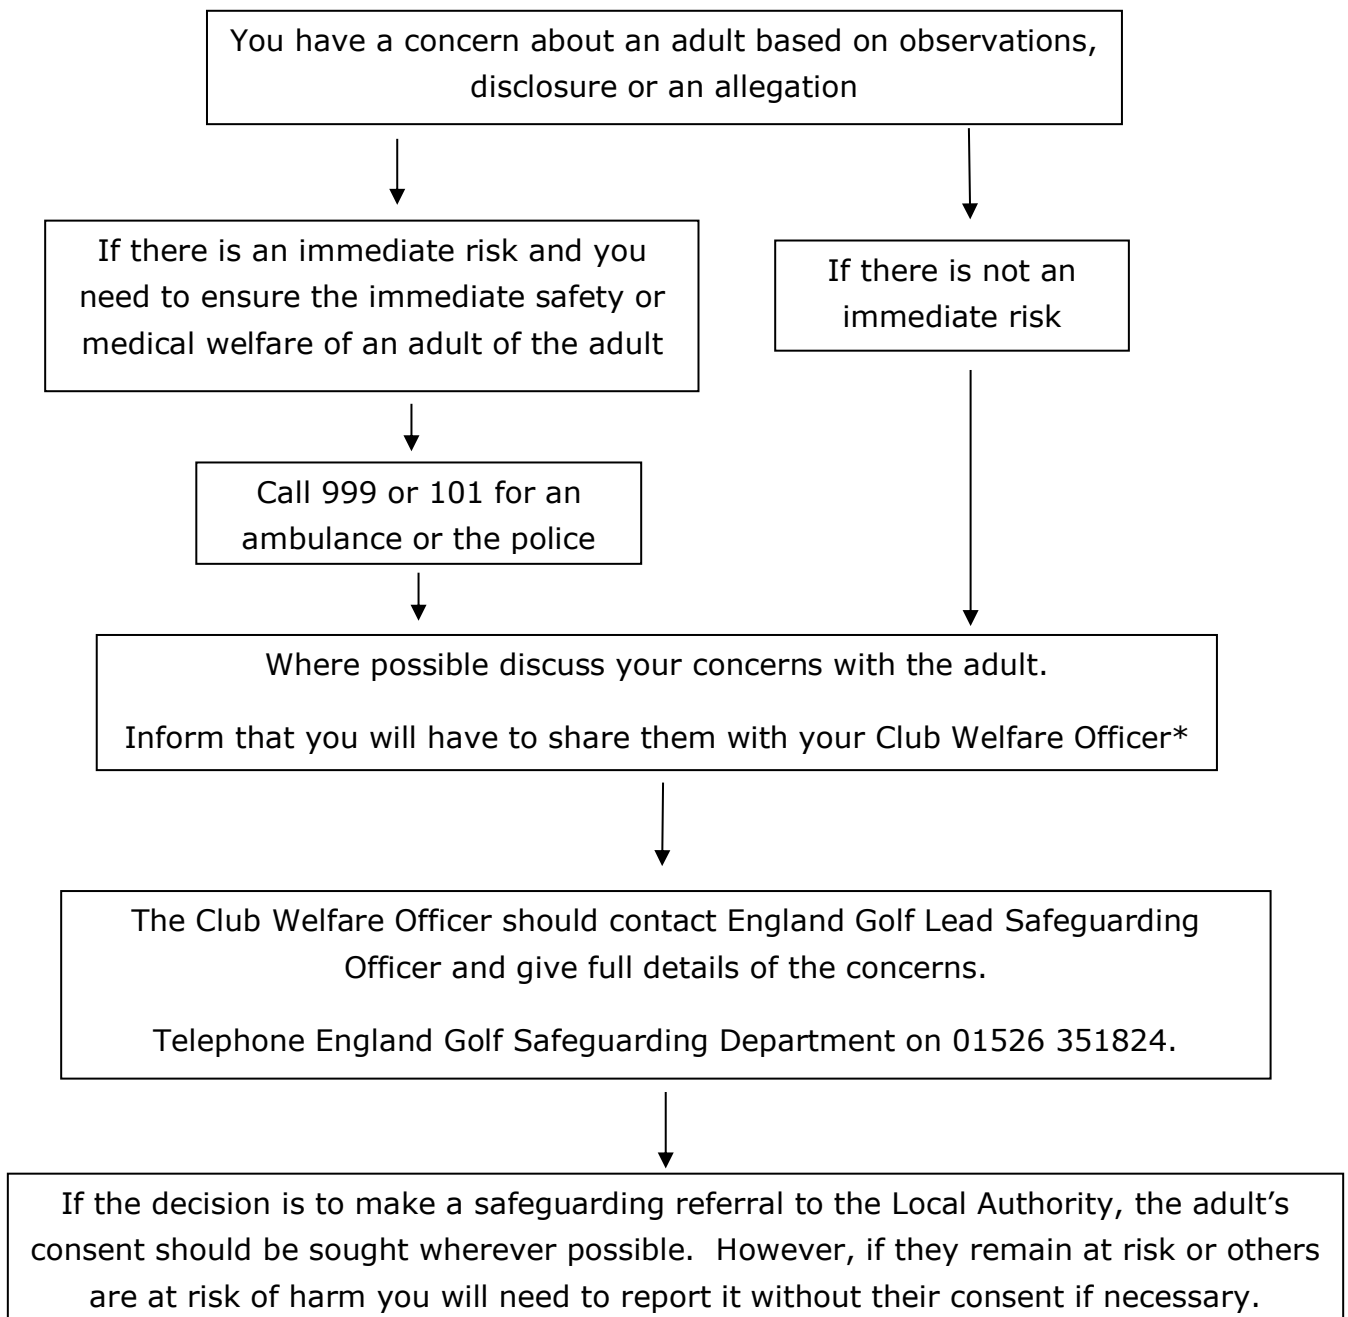 You have a concern about an adult based on observations,
disclosure or an allegation
If there is an immediate risk and you
need to ensure the immediate safety or
medical welfare of an adult of the adult
If there is not an
immediate risk
Call 999 or 101 for an
ambulance or the police
Where possible discuss your concerns with the adult.
Inform that you will have to share them with your Club Welfare Officer*
The Club Welfare Officer should contact England Golf Lead Safeguarding
Officer and give full details of the concerns.
Telephone England Golf Safeguarding Department on 01526 351824.
If the decision is to make a safeguarding referral to the Local Authority, the adult’s
consent should be sought wherever possible.  However, if they remain at risk or others
are at risk of harm you will need to report it without their consent if necessary.